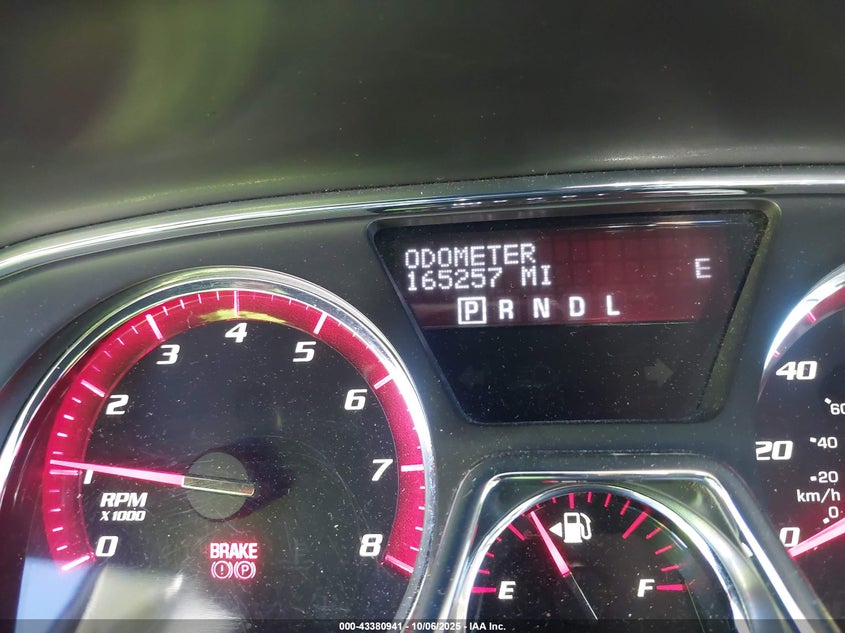 ODOMETER
165257 MI E
P R N D L
0 1 2 3 4 5 6 7 8
RPM
X1000
BRAKE
(!) (P)
E F
40
20
0
60
40
20
km/h
0
000-43380941 - 10/06/2025 - IAA Inc.